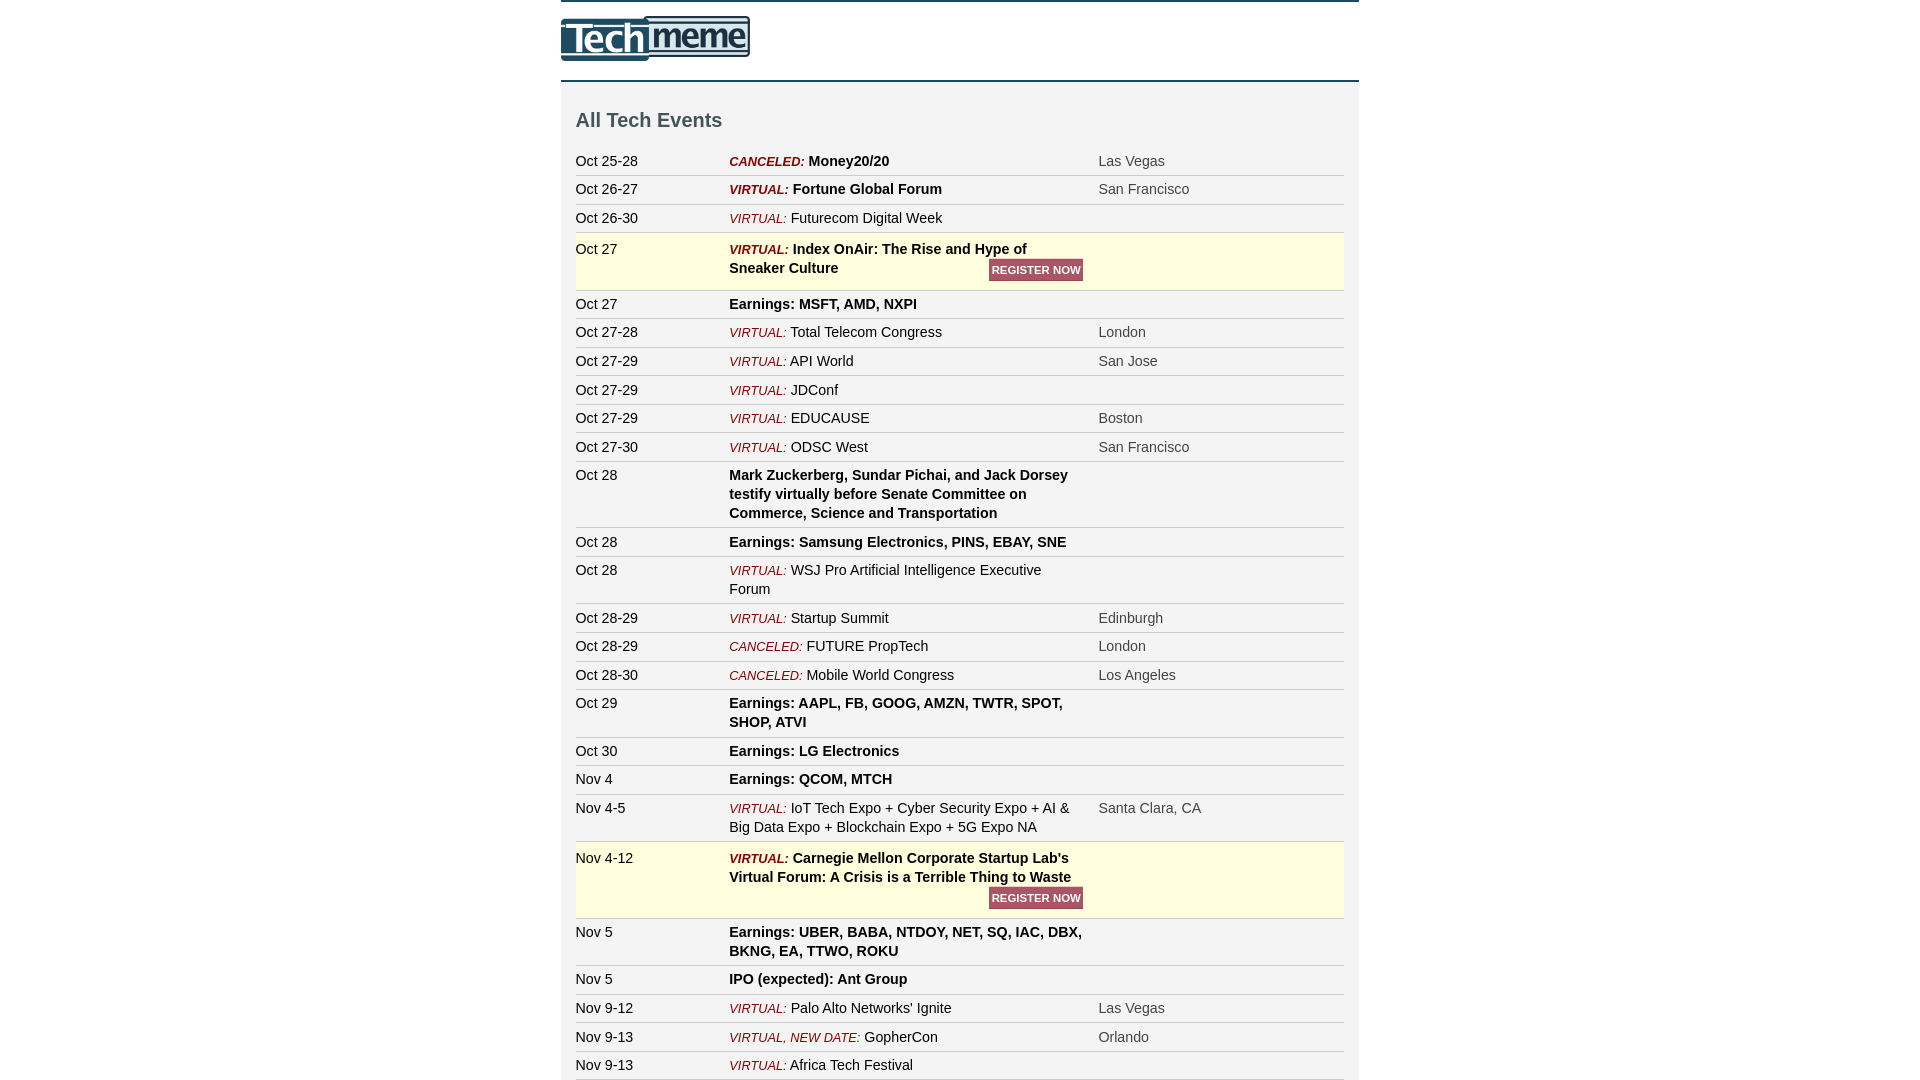 Techmeme
All Tech Events
Oct 25-28 CANCELED: Money20/20 Las Vegas
Oct 26-27 VIRTUAL: Fortune Global Forum San Francisco
Oct 26-30 VIRTUAL: Futurecom Digital Week
Oct 27 VIRTUAL: Index OnAir: The Rise and Hype of
Sneaker Culture REGISTER NOW
Oct 27 Earnings: MSFT, AMD, NXPI
Oct 27-28 VIRTUAL: Total Telecom Congress London
Oct 27-29 VIRTUAL: API World San Jose
Oct 27-29 VIRTUAL: JDConf
Oct 27-29 VIRTUAL: EDUCAUSE Boston
Oct 27-30 VIRTUAL: ODSC West San Francisco
Oct 28 Mark Zuckerberg, Sundar Pichai, and Jack Dorsey
testify virtually before Senate Committee on
Commerce, Science and Transportation
Oct 28 Earnings: Samsung Electronics, PINS, EBAY, SNE
Oct 28 VIRTUAL: WSJ Pro Artificial Intelligence Executive
Forum
Oct 28-29 VIRTUAL: Startup Summit Edinburgh
Oct 28-29 CANCELED: FUTURE PropTech London
Oct 28-30 CANCELED: Mobile World Congress Los Angeles
Oct 29 Earnings: AAPL, FB, GOOG, AMZN, TWTR, SPOT,
SHOP, ATVI
Oct 30 Earnings: LG Electronics
Nov 4 Earnings: QCOM, MTCH
Nov 4-5 VIRTUAL: IoT Tech Expo + Cyber Security Expo + AI & Santa Clara, CA
Big Data Expo + Blockchain Expo + 5G Expo NA
Nov 4-12 VIRTUAL: Carnegie Mellon Corporate Startup Lab's
Virtual Forum: A Crisis is a Terrible Thing to Waste
REGISTER NOW
Nov 5 Earnings: UBER, BABA, NTDOY, NET, SQ, IAC, DBX,
BKNG, EA, TTWO, ROKU
Nov 5 IPO (expected): Ant Group
Nov 9-12 VIRTUAL: Palo Alto Networks' Ignite Las Vegas
Nov 9-13 VIRTUAL, NEW DATE: GopherCon Orlando
Nov 9-13 VIRTUAL: Africa Tech Festival